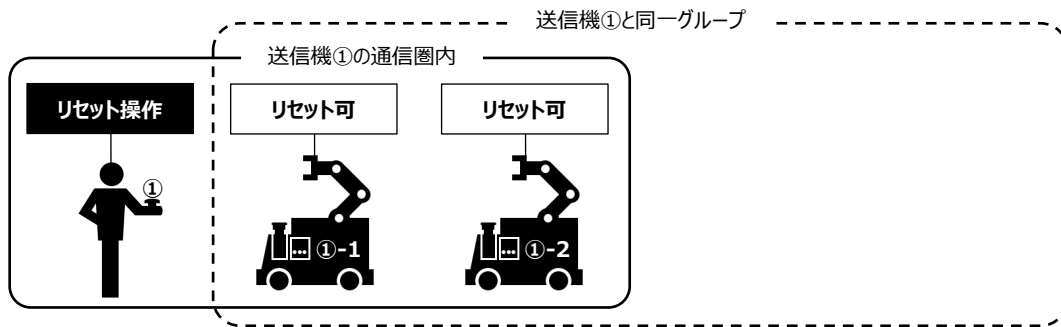 送信機①と同一グループ
送信機①の通信圏内
リセット操作
リセット可
リセット可
①
①-1
①-2